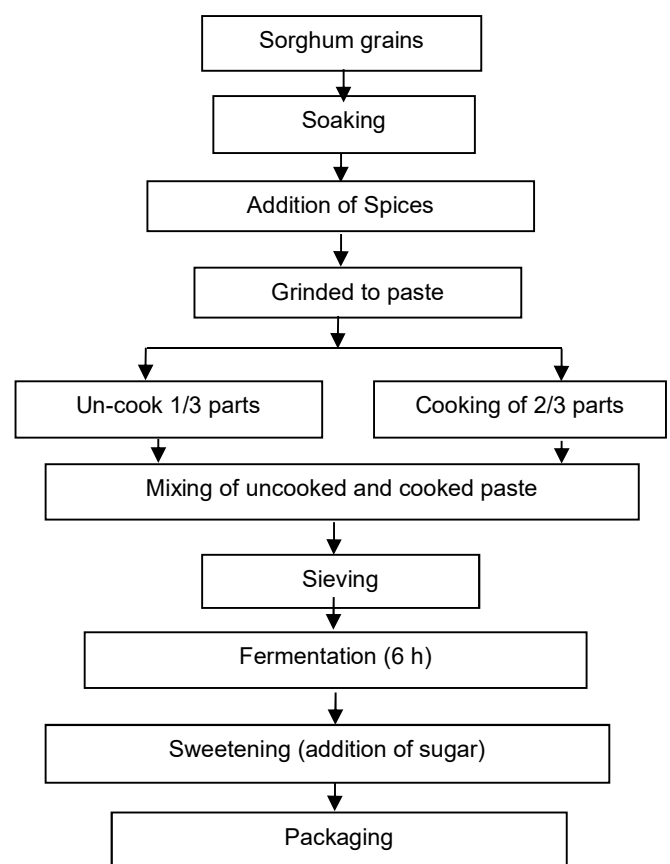 Sorghum grains
Soaking
Addition of Spices
Grinded to paste
Un-cook 1/3 parts
Cooking of 2/3 parts
Mixing of uncooked and cooked paste
Sieving
Fermentation (6 h)
Sweetening (addition of sugar)
Packaging